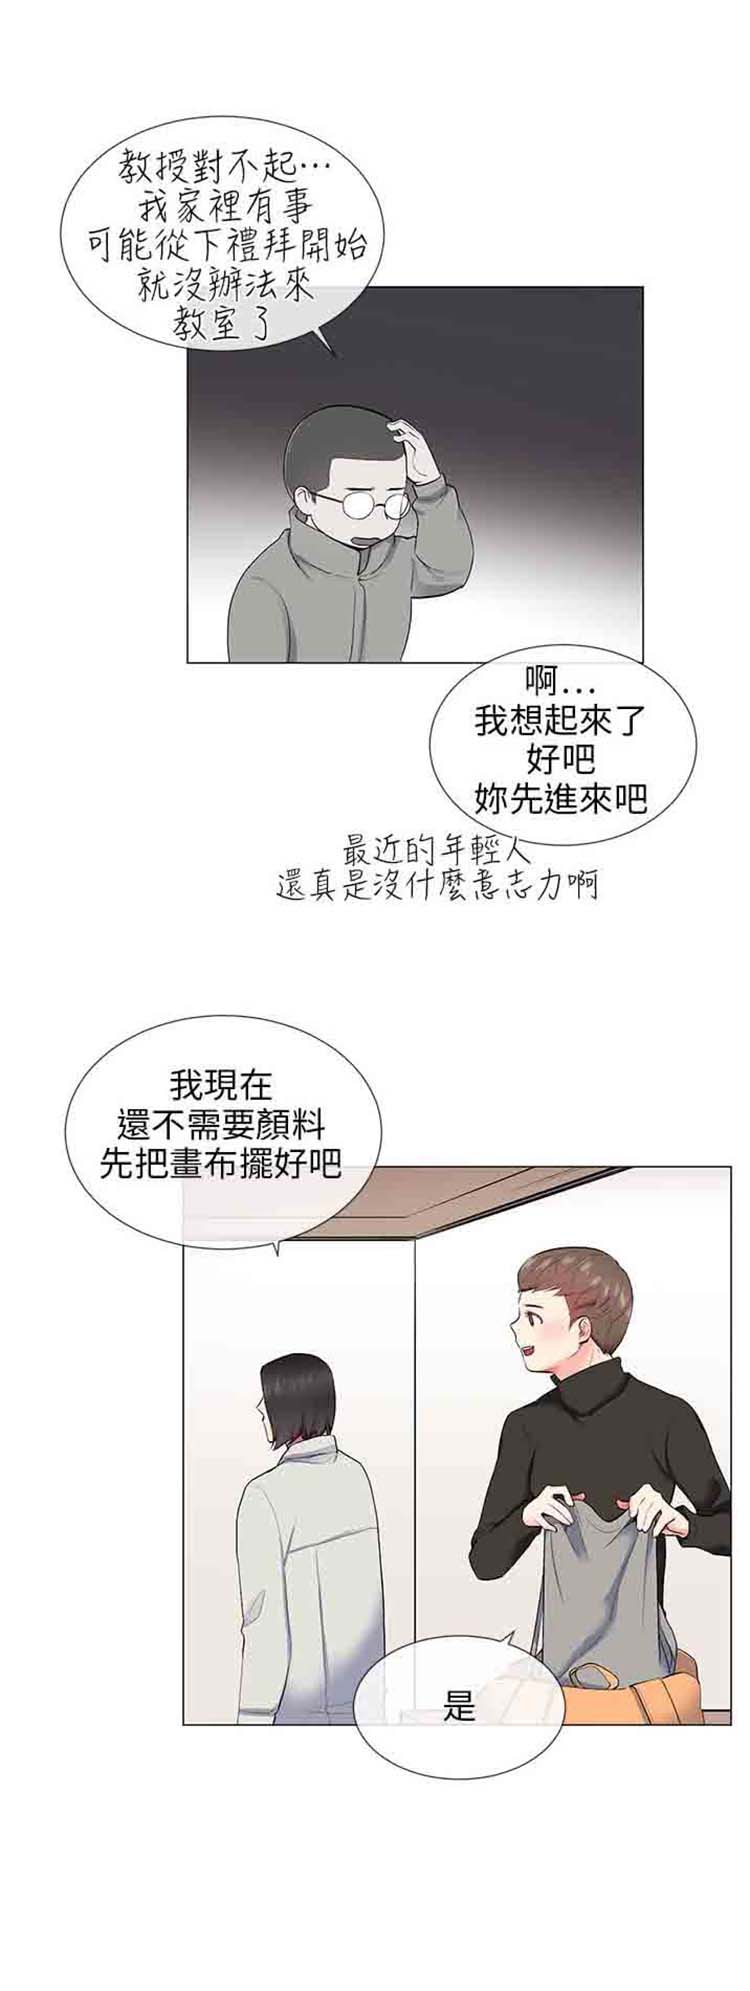 教授對不起…
我家裡有事
可能從下禮拜開始
就沒辦法來
教室了
啊…
我想起來了
好吧
妳先進來吧
最近的年輕人
還真是沒什麼意志力啊
我現在
還不需要顏料
先把畫布擺好吧
是